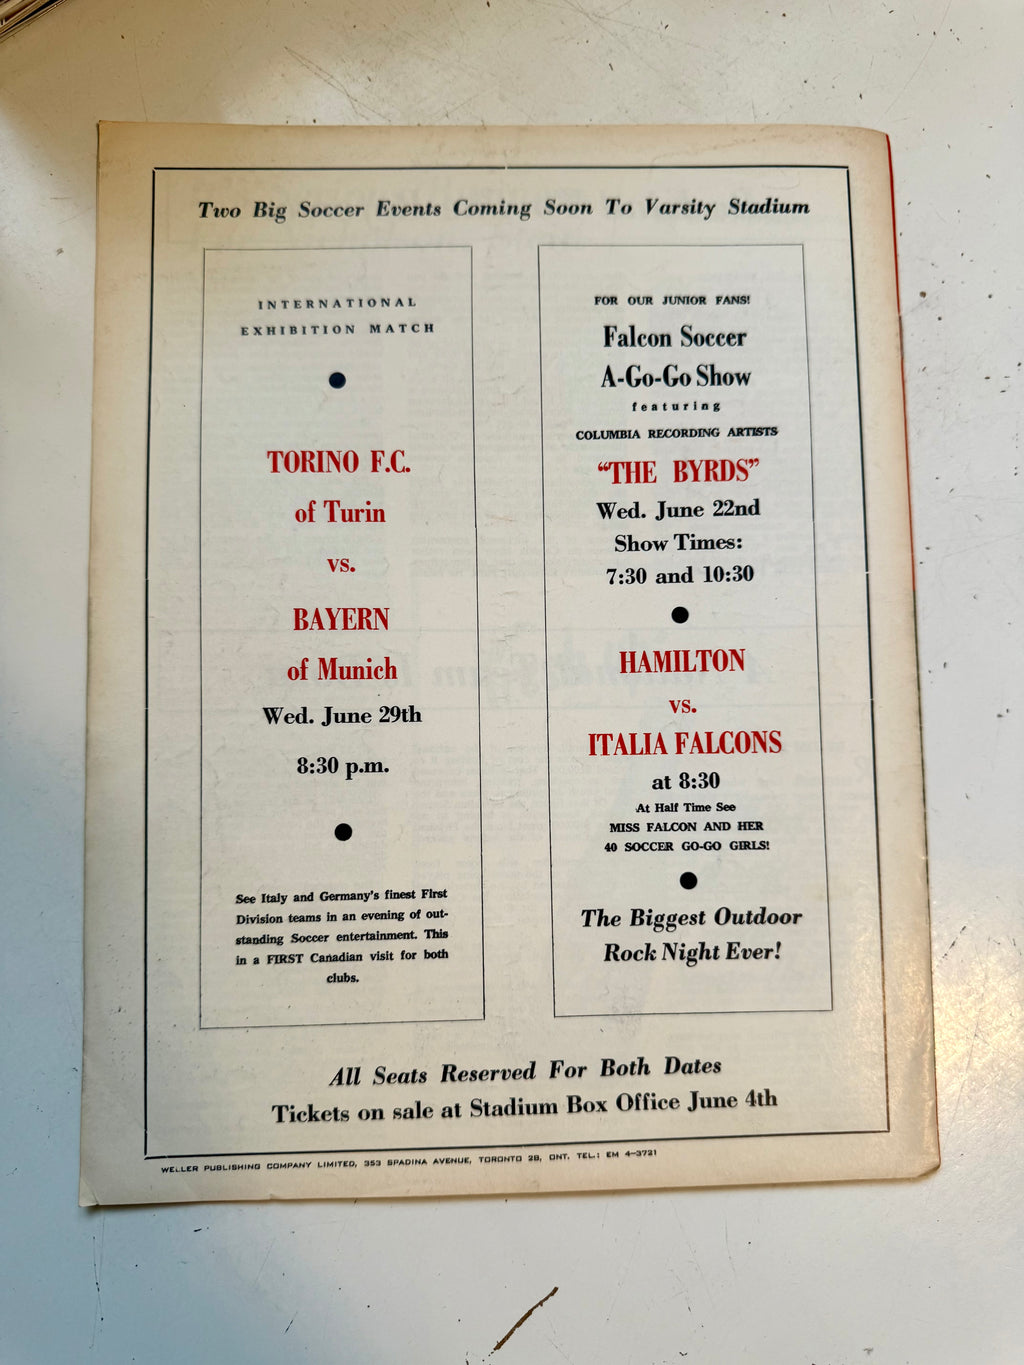 Two Big Soccer Events Coming Soon To Varsity Stadium
INTERNATIONAL
EXHIBITION MATCH
TORINO F.C.
of Turin
vs.
BAYERN
of Munich
Wed. June 29th
8:30 p.m.
See Italy and Germany's finest First
Division teams in an evening of out-
standing Soccer entertainment. This
in a FIRST Canadian visit for both
clubs.
FOR OUR JUNIOR FANS!
Falcon Soccer
A-Go-Go Show
featuring
COLUMBIA RECORDING ARTISTS
"THE BYRDS"
Wed. June 22nd
Show Times:
7:30 and 10:30
HAMILTON
vs.
ITALIA FALCONS
at 8:30
At Half Time See
MISS FALCON AND HER
40 SOCCER GO-GO GIRLS!
The Biggest Outdoor
Rock Night Ever!
All Seats Reserved For Both Dates
Tickets on sale at Stadium Box Office June 4th
WELLER PUBLISHING COMPANY LIMITED, 353 SPADINA AVENUE, TORONTO 2B, ONT. TEL.: EM 4-3721